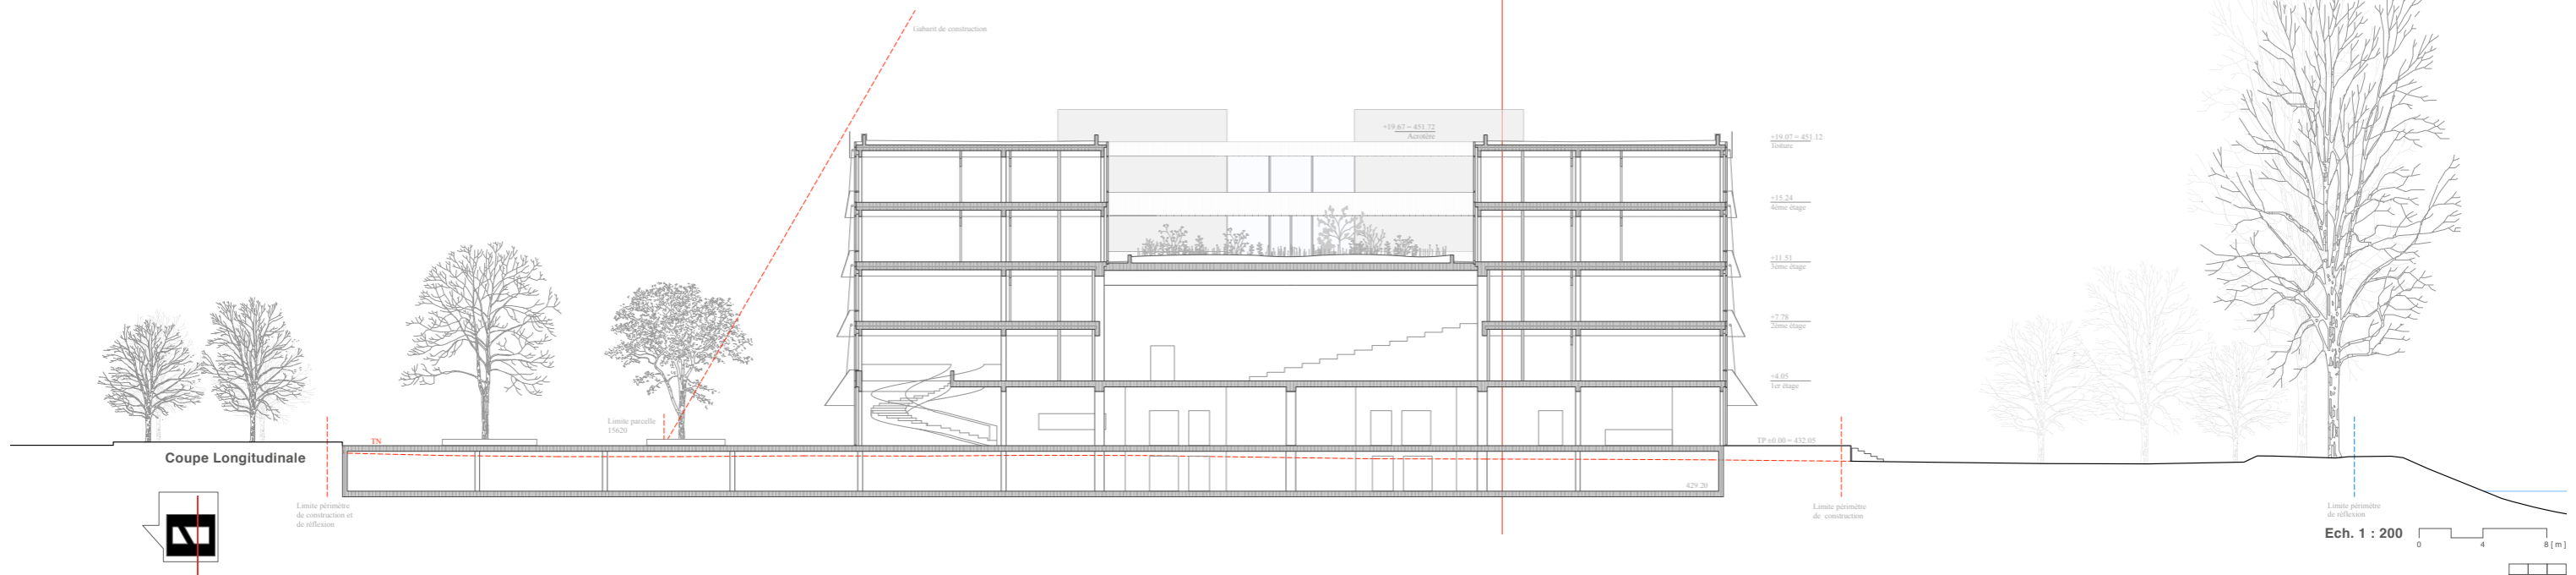 Gabarit de construction
+19.67 = 451.72
Acrotère
+19.07 = 451.12
Toiture
+15.24
4ème étage
+11.51
3ème étage
+7.78
2ème étage
+4.05
1er étage
Limite parcelle
15620
TN
TP ±0.00 = 432.05
Coupe Longitudinale
429.20
Limite périmètre
de construction et
de réflexion
Limite périmètre
de construction
Limite périmètre
de réflexion
Ech. 1 : 200
0 4 8 [ m ]